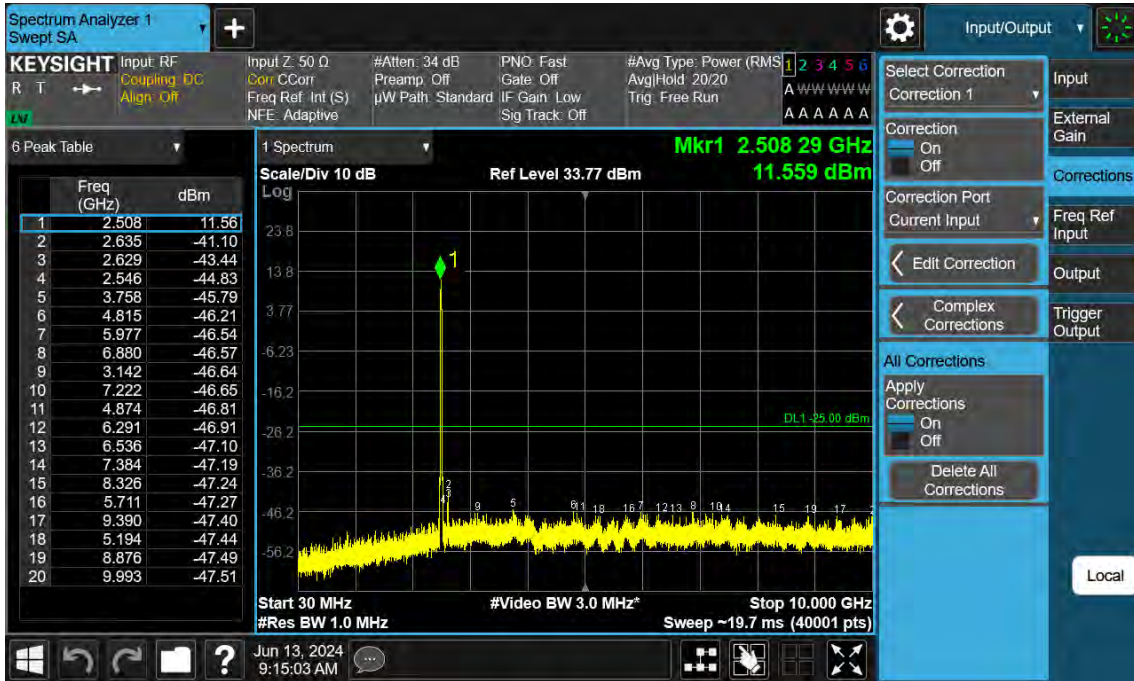 Spectrum Analyzer 1
Swept SA
Input/Output
KEYSIGHT
R T
LNI
Input: RF
Coupling: DC
Align: Off
Input Z: 50 Ω
Corr CCorr
Freq Ref: Int (S)
NFE: Adaptive
#Atten: 34 dB
Preamp: Off
µW Path: Standard
PNO: Fast
Gate: Off
IF Gain: Low
Sig Track: Off
#Avg Type: Power (RMS
Avg|Hold: 20/20
Trig: Free Run
1 2 3 4 5 6
A W W W W W
A A A A A A
6 Peak Table
Freq (GHz) dBm
1 2.508 11.56
2 2.635 -41.10
3 2.629 -43.44
4 2.546 -44.83
5 3.758 -45.79
6 4.815 -46.21
7 5.977 -46.54
8 6.880 -46.57
9 3.142 -46.64
10 7.222 -46.65
11 4.874 -46.81
12 6.291 -46.91
13 6.536 -47.10
14 7.384 -47.19
15 8.326 -47.24
16 5.711 -47.27
17 9.390 -47.40
18 5.194 -47.44
19 8.876 -47.49
20 9.993 -47.51
1 Spectrum
Mkr1 2.508 29 GHz
11.559 dBm
Scale/Div 10 dB
Ref Level 33.77 dBm
Log
23.8
13.8
3.77
-6.23
-16.2
-26.2
-36.2
-46.2
-56.2
1
DL1 -25.00 dBm
Start 30 MHz
#Video BW 3.0 MHz*
Stop 10.000 GHz
#Res BW 1.0 MHz
Sweep ~19.7 ms (40001 pts)
Select Correction
Correction 1
Correction
On
Off
Correction Port
Current Input
Edit Correction
Complex
Corrections
All Corrections
Apply
Corrections
On
Off
Delete All
Corrections
Input
External
Gain
Corrections
Freq Ref
Input
Output
Trigger
Output
Local
Jun 13, 2024
9:15:03 AM